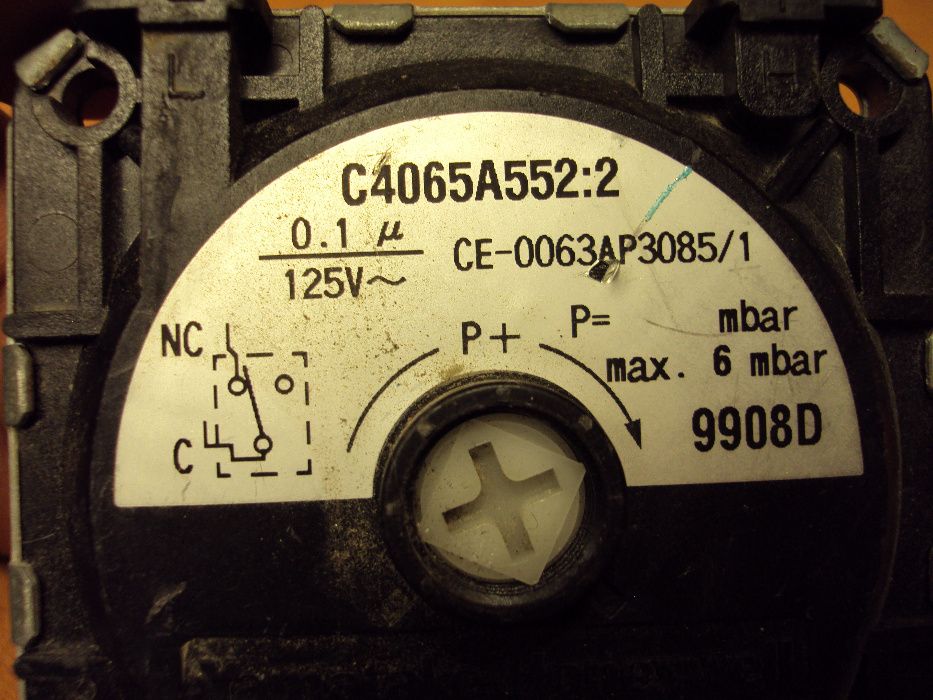 L H
C4065A552:2
0.1 μ
125V~
CE-0063AP3085/1
NC
P+
P= mbar
max. 6 mbar
C
9908D